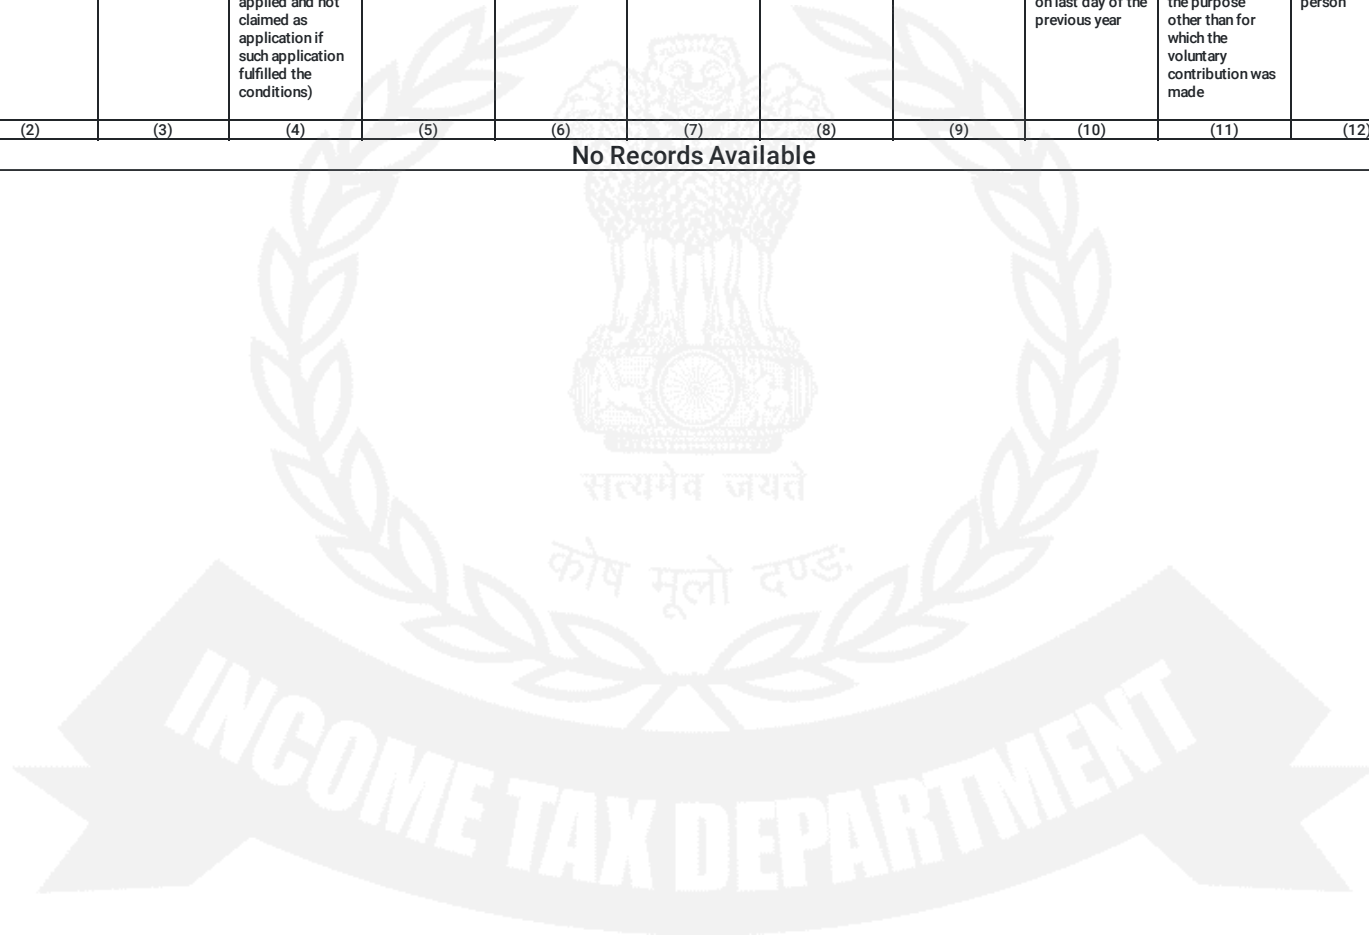 applied and not
claimed as
application if
such application
fulfilled the
conditions)
on last day of the
previous year
the purpose
other than for
which the
voluntary
contribution was
made
person
(2) (3) (4) (5) (6) (7) (8) (9) (10) (11) (12)
No Records Available
सत्यमेव जयते
कोष मूलो दण्डः
INCOME TAX DEPARTMENT